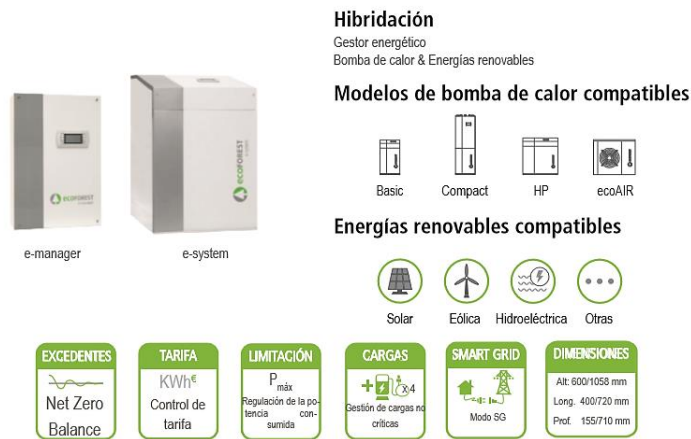 Hibridación
Gestor energético
Bomba de calor & Energías renovables
ecoFOREST
ecoFOREST
e-manager
e-system
Modelos de bomba de calor compatibles
Basic
Compact
HP
ecoAIR
Energías renovables compatibles
Solar
Eólica
Hidroeléctrica
Otras
EXCEDENTES
Net Zero
Balance
TARIFA
KWh€
Control de
tarifa
LIMITACIÓN
P
máx
Regulación de la po-
tencia con-
sumida
CARGAS
x4
Gestión de cargas no
críticas
SMART GRID
Modo SG
DIMENSIONES
Alt: 600/1058 mm
Long. 400/720 mm
Prof. 155/710 mm